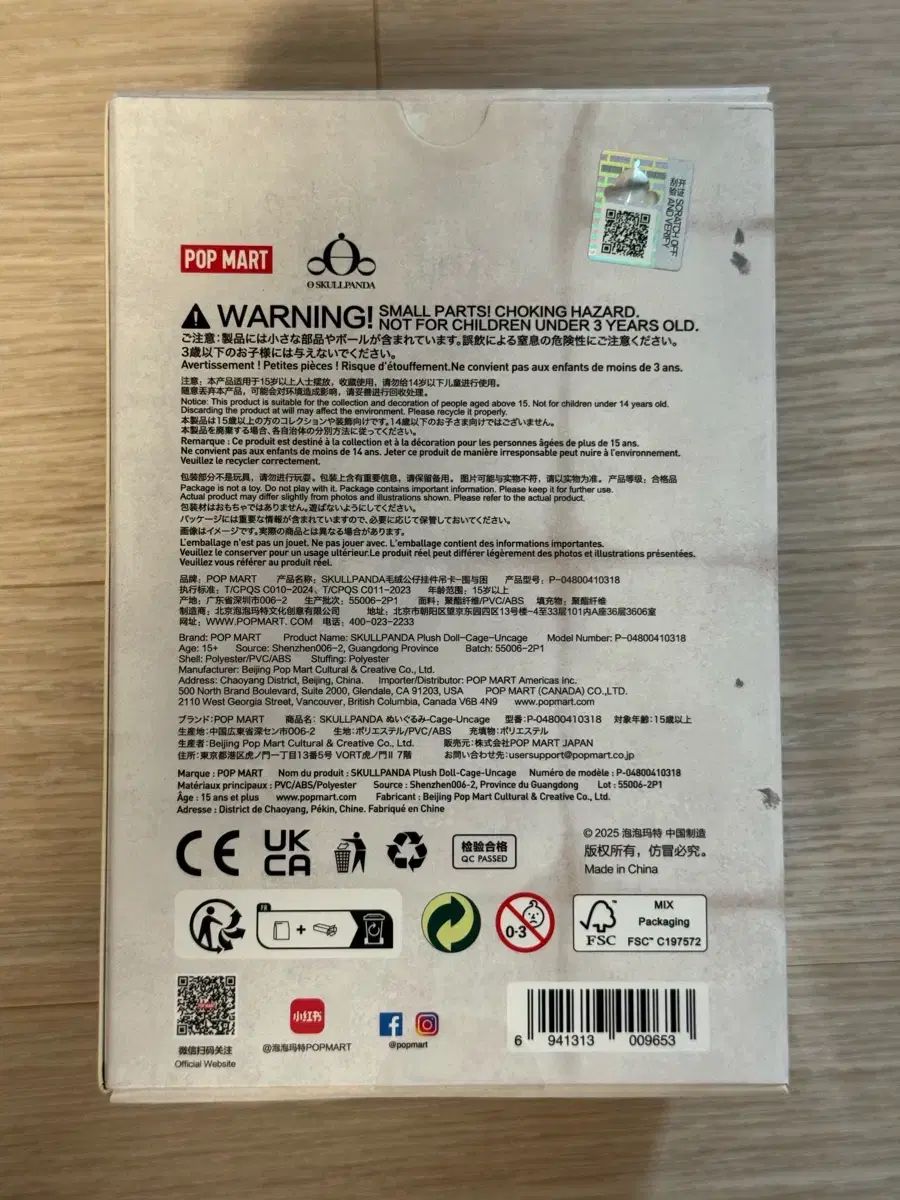 开证
刮验
SCRATCH OFF
AND VERIFY
POP MART
SKULLPANDA
WARNING! SMALL PARTS! CHOKING HAZARD.
NOT FOR CHILDREN UNDER 3 YEARS OLD.
ご注意：製品には小さな部品やボールが含まれています。誤飲による窒息の危険性にご注意ください。
3歳以下のお子様には与えないでください。
Avertissement ! Petites pièces ! Risque d'étouffement.Ne convient pas aux enfants de moins de 3 ans.
注意：本产品适用于15岁以上人士摆放，收藏使用，请勿给14岁以下儿童进行使用。
随意丢弃本产品，可能会对环境造成影响，请妥善进行回收处理。
Notice: This product is suitable for the collection and decoration of people aged above 15. Not for children under 14 years old.
Discarding the product at will may affect the environment. Please recycle it properly.
本製品は15歳以上の方のコレクションや装飾向けです。14歳以下のお子さま向けではございません。
本製品を廃棄する場合、各自治体の分別方法に従ってください。
Remarque : Ce produit est destiné à la collection et à la décoration pour les personnes âgées de plus de 15 ans.
Ne convient pas aux enfants de moins de 14 ans. Jeter ce produit de manière irresponsable peut nuire à l'environnement.
Veuillez le recycler correctement.
包装部分不是玩具，请勿进行玩耍。包装上含有重要信息，请保留备用。 图片可能与实物不符，请以实物为准。 产品等级：合格品
Package is not a toy. Do not play with it. Package contains important information. Please keep it for further use.
Actual product may differ slightly from photos and illustrations shown. Please refer to the actual product.
包装材はおもちゃではありません。遊ばないようにしてください。
パッケージには重要な情報が含まれていますので、必要に応じて保管しておいてください。
画像はイメージです。実際の商品とは異なる場合があります。
L'emballage n'est pas un jouet. Ne pas jouer avec. L'emballage contient des informations importantes.
Veuillez le conserver pour un usage ultérieur.Le produit réel peut différer légèrement des photos et illustrations présentées.
Veuillez vous référer au produit réel.
品牌：POP MART 产品名称：SKULLPANDA毛绒公仔挂件吊卡-围与困 产品型号：P-04800410318
执行标准：T/CPQS C010-2024、T/CPQS C011-2023 年龄范围：15岁以上
产地：广东省深圳市006-2 生产批次：55006-2P1 面料：聚酯纤维/PVC/ABS 填充物：聚酯纤维
制造商：北京泡泡玛特文化创意有限公司 地址：北京市朝阳区望京东园四区13号楼-4至33层101内A座36层3606室
网址：WWW.POPMART. COM 电话：400-023-2233
Brand: POP MART Product Name: SKULLPANDA Plush Doll-Cage-Uncage Model Number: P-04800410318
Age: 15+ Source: Shenzhen006-2, Guangdong Province Batch: 55006-2P1
Shell: Polyester/PVC/ABS Stuffing: Polyester
Manufacturer: Beijing Pop Mart Cultural & Creative Co., Ltd.
Address: Chaoyang District, Beijing, China. Importer/Distributor: POP MART Americas Inc.
500 North Brand Boulevard, Suite 2000, Glendale, CA 91203, USA POP MART (CANADA) CO.,LTD.
2110 West Georgia Street, Vancouver, British Columbia, Canada V6B 4N9 www.popmart.com
ブランド:POP MART 商品名：SKULLPANDA ぬいぐるみ-Cage-Uncage 型番:P-04800410318 対象年齢：15歳以上
生産地：中国広東省深セン市006-2 生地：ポリエステル/PVC/ABS 充填物：ポリエステル
生産者：Beijing Pop Mart Cultural & Creative Co., Ltd. 販売元：株式会社POP MART JAPAN
住所：東京都港区虎ノ門一丁目13番5号 VORT虎ノ門II 7階 お問い合わせ先：usersupport@popmart.co.jp
Marque : POP MART Nom du produit : SKULLPANDA Plush Doll-Cage-Uncage Numéro de modèle : P-04800410318
Matériaux principaux : PVC/ABS/Polyester Source : Shenzhen006-2, Province du Guangdong Lot : 55006-2P1
Âge : 15 ans et plus www.popmart.com Fabricant : Beijing Pop Mart Cultural & Creative Co., Ltd.
Adresse : District de Chaoyang, Pékin, Chine. Fabriqué en Chine
CE
UK
CA
检验合格
QC PASSED
© 2025 泡泡玛特 中国制造
版权所有，仿冒必究。
Made in China
FR
+
0-3
FSC
MIX
Packaging
FSC™ C197572
POP MART
微信扫码关注
Official Website
小红书
@泡泡玛特POPMART
@popmart
6 941313 009653